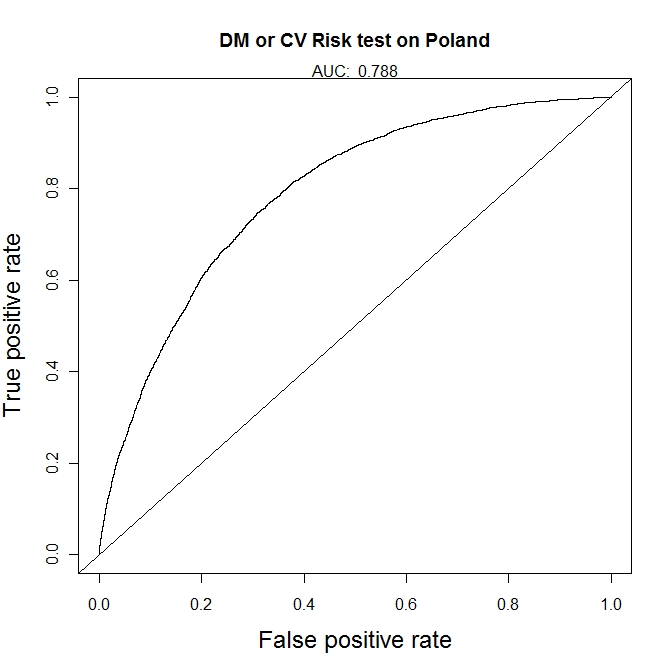 DM or CV Risk test on Poland
AUC: 0.788
True positive rate
1.0
0.8
0.6
0.4
0.2
0.0
0.0 0.2 0.4 0.6 0.8 1.0
False positive rate